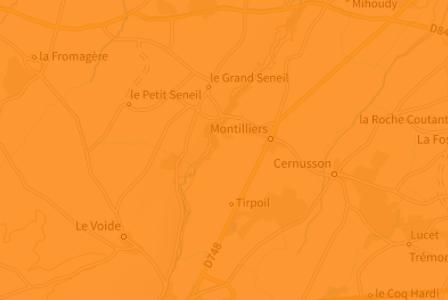 Mihoudy
D84
la Fromagère
le Grand Seneil
le Petit Seneil
la Roche Coutant
Montilliers
La Fos
Cernusson
Tirpoil
Le Voide
Lucet
D748
Trémon
le Coq Hardi